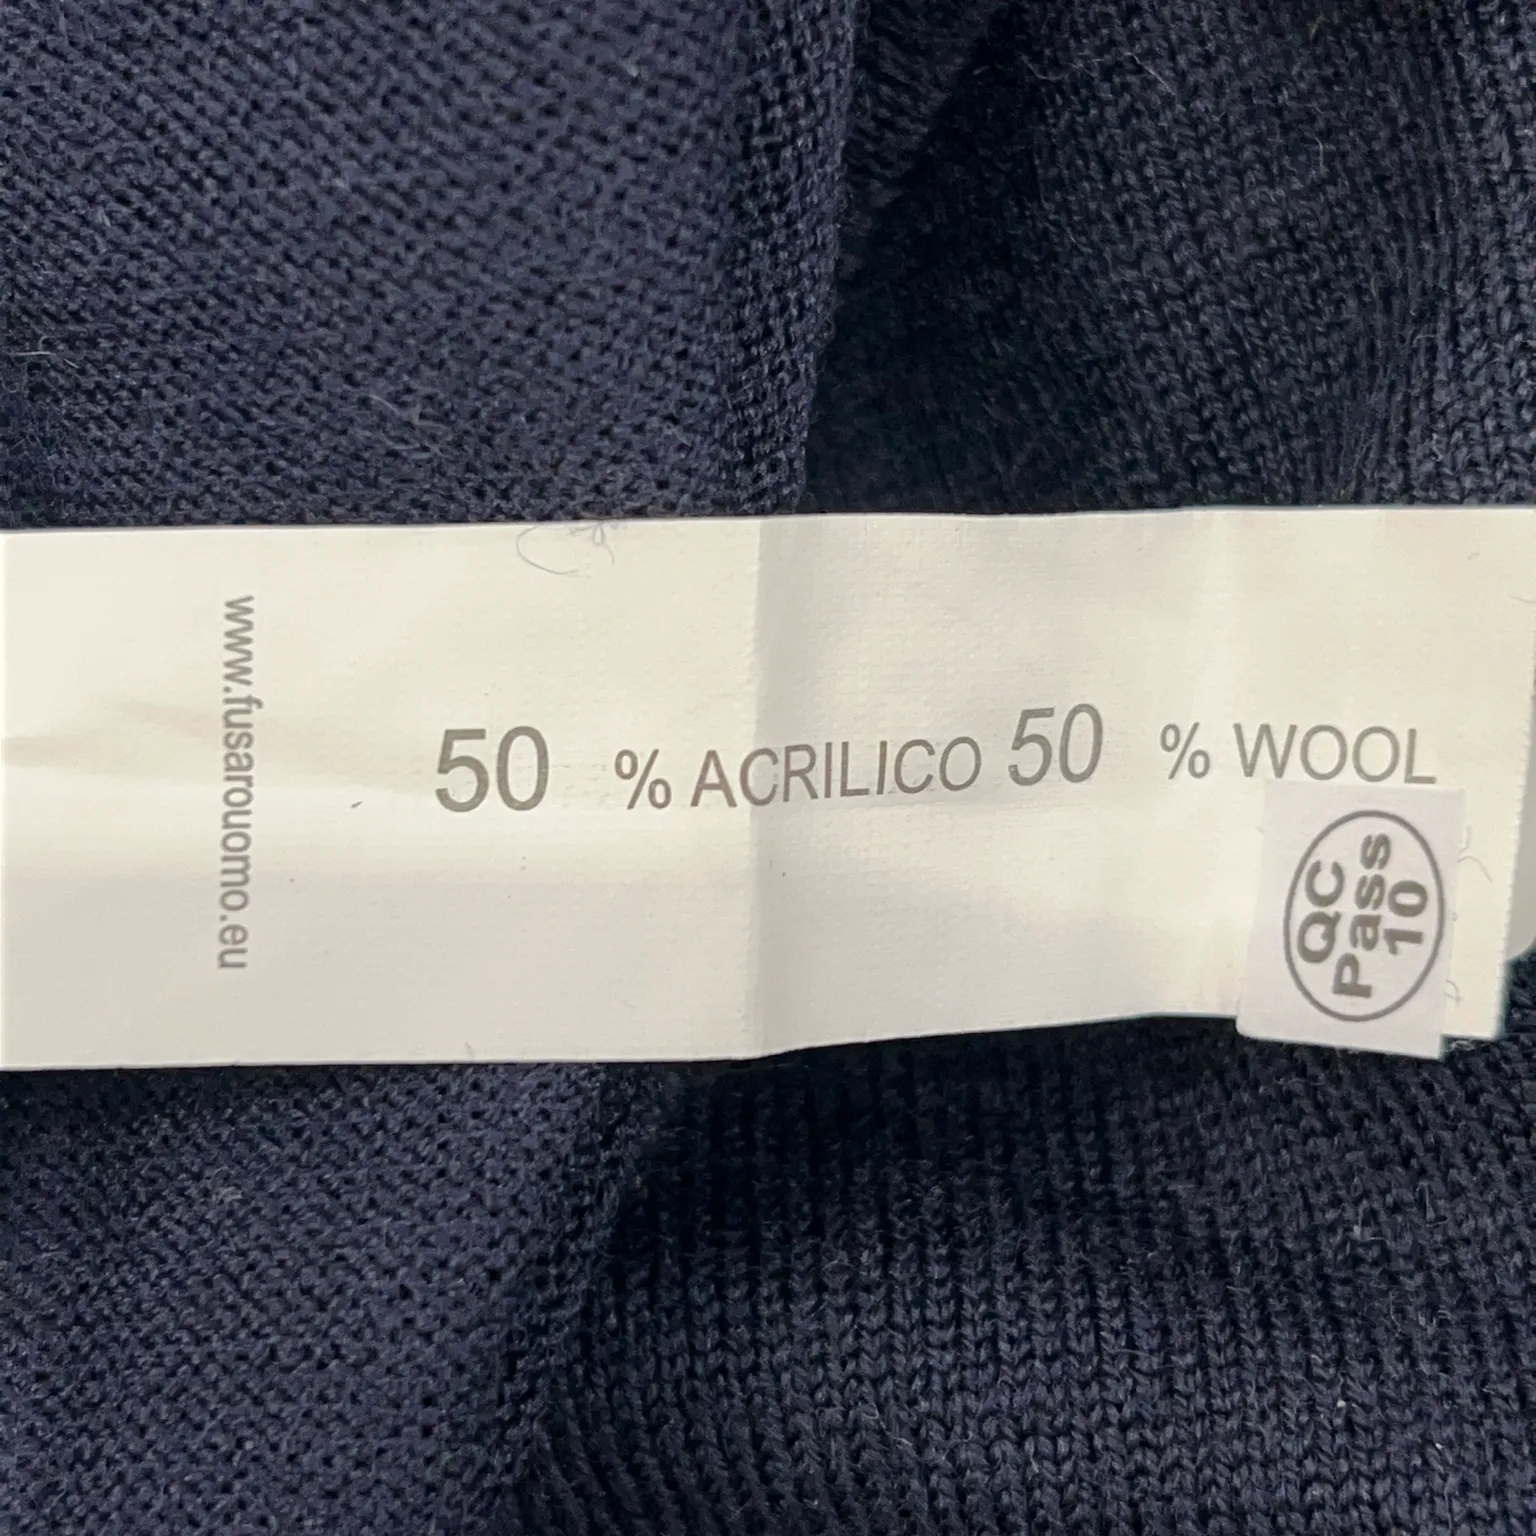 www.fusarouomo.eu
50 % ACRILICO 50 % WOOL
QC
Pass
10